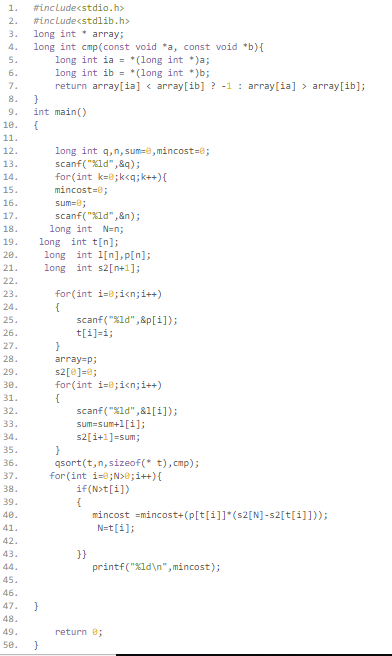 1. #include<stdio.h>
2. #include<stdlib.h>
3. long int * array;
4. long int cmp(const void *a, const void *b){
5. long int ia = *(long int *)a;
6. long int ib = *(long int *)b;
7. return array[ia] < array[ib] ? -1 : array[ia] > array[ib];
8. }
9. int main()
10. {
11.
12. long int q,n,sum=0,mincost=0;
13. scanf("%ld",&q);
14. for(int k=0;k<q;k++){
15. mincost=0;
16. sum=0;
17. scanf("%ld",&n);
18. long int N=n;
19. long int t[n];
20. long int l[n],p[n];
21. long int s2[n+1];
22.
23. for(int i=0;i<n;i++)
24. {
25. scanf("%ld",&p[i]);
26. t[i]=i;
27. }
28. array=p;
29. s2[0]=0;
30. for(int i=0;i<n;i++)
31. {
32. scanf("%ld",&l[i]);
33. sum=sum+l[i];
34. s2[i+1]=sum;
35. }
36. qsort(t,n,sizeof(* t),cmp);
37. for(int i=0;N>0;i++){
38. if(N>t[i])
39. {
40. mincost =mincost+(p[t[i]]*(s2[N]-s2[t[i]]));
41. N=t[i];
42.
43. }}
44. printf("%ld\n",mincost);
45.
46.
47. }
48.
49. return 0;
50. }